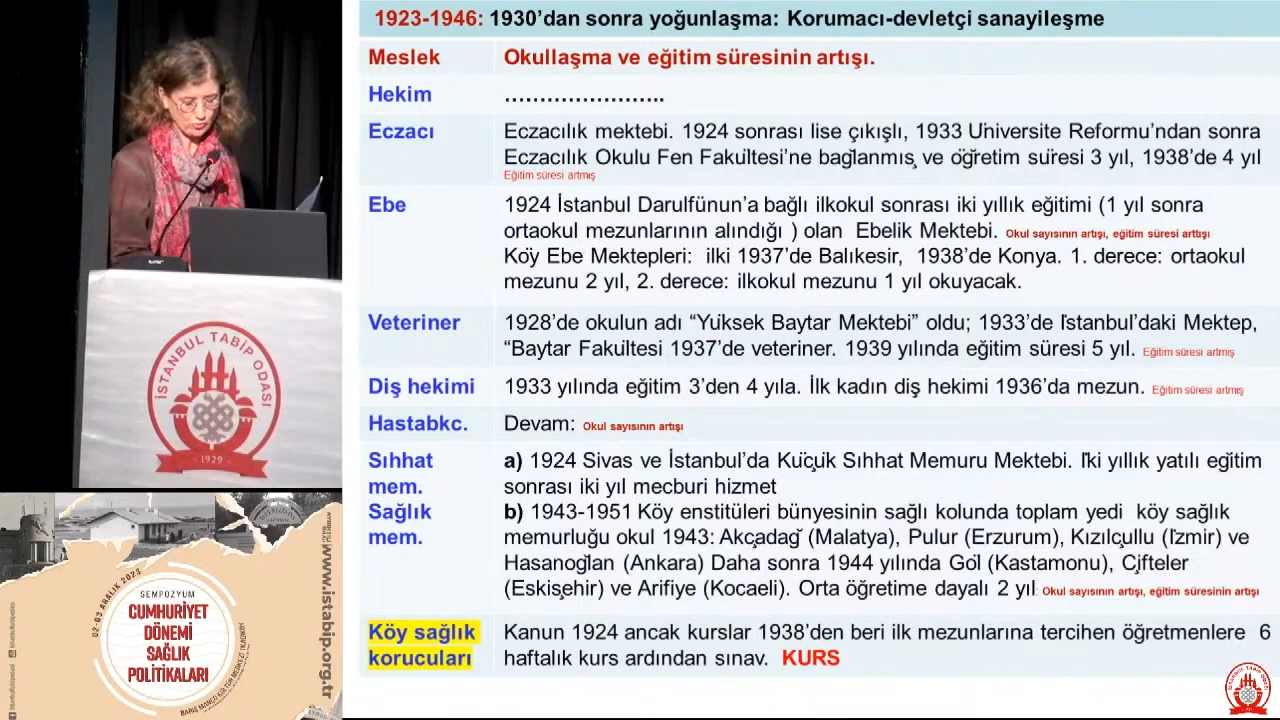 1923-1946: 1930’dan sonra yoğunlaşma: Korumacı-devletçi sanayileşme
Meslek Okullaşma ve eğitim süresinin artışı.
Hekim ……………………..
Eczacı Eczacılık mektebi. 1924 sonrası lise çıkışlı, 1933 Üniversite Reformu’ndan sonra
Eczacılık Okulu Fen Fakültesi’ne bağlanmış ve öğretim süresi 3 yıl, 1938’de 4 yıl
Eğitim süresi artmış
Ebe 1924 İstanbul Darulfünun’a bağlı ilkokul sonrası iki yıllık eğitimi (1 yıl sonra
ortaokul mezunlarının alındığı ) olan Ebelik Mektebi. Okul sayısının artışı, eğitim süresi arttışı
Köy Ebe Mektepleri: ilki 1937’de Balıkesir, 1938’de Konya. 1. derece: ortaokul
mezunu 2 yıl, 2. derece: ilkokul mezunu 1 yıl okuyacak.
Veteriner 1928’de okulun adı “Yüksek Baytar Mektebi” oldu; 1933’de İstanbul’daki Mektep,
“Baytar Fakültesi 1937’de veteriner. 1939 yılında eğitim süresi 5 yıl. Eğitim süresi artmış
Diş hekimi 1933 yılında eğitim 3’den 4 yıla. İlk kadın diş hekimi 1936’da mezun. Eğitim süresi artmış
Hastabkc. Devam: Okul sayısının artışı
Sıhhat a) 1924 Sivas ve İstanbul’da Küçük Sıhhat Memuru Mektebi. İki yıllık yatılı eğitim
mem. sonrası iki yıl mecburi hizmet
Sağlık b) 1943-1951 Köy enstitüleri bünyesinin sağlı kolunda toplam yedi köy sağlık
mem. memurluğu okul 1943: Akçadağ (Malatya), Pulur (Erzurum), Kızılçullu (İzmir) ve
Hasanoğlan (Ankara) Daha sonra 1944 yılında Göl (Kastamonu), Çifteler
(Eskişehir) ve Arifiye (Kocaeli). Orta öğretime dayalı 2 yıl. Okul sayısının artışı, eğitim süresinin artışı
Köy sağlık Kanun 1924 ancak kurslar 1938’den beri ilk mezunlarına tercihen öğretmenlere 6
korucuları haftalık kurs ardından sınav. KURS
İSTANBUL TABİP ODASI
1929
02-03 ARALIK 2023
SEMPOZYUM
CUMHURİYET
DÖNEMİ
SAĞLIK
POLİTİKALARI
BARIŞ MANÇO KÜLTÜR MERKEZİ (KADIKÖY)
www.istabip.org.tr